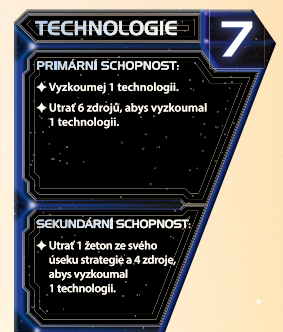 TECHNOLOGIE
7
PRIMÁRNÍ SCHOPNOST:
✦ Vyzkoumej 1 technologii.
✦ Utrať 6 zdrojů, abys vyzkoumal
1 technologii.
SEKUNDÁRNÍ SCHOPNOST:
✦ Utrať 1 žeton ze svého
úseku strategie a 4 zdroje,
abys vyzkoumal
1 technologii.